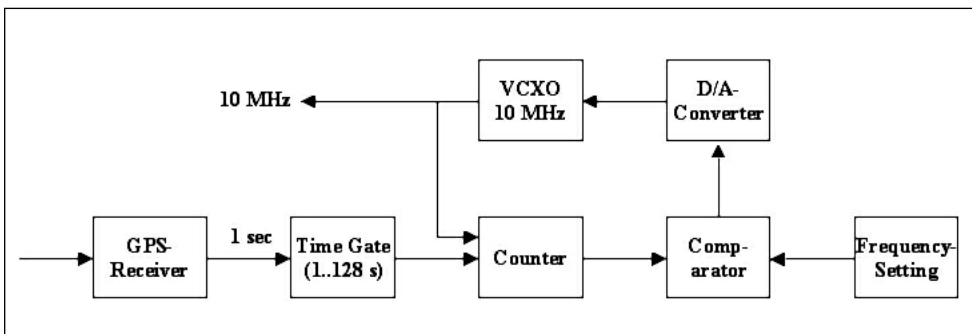 10 MHz
VCXO
10 MHz
D/A-
Converter
GPS-
Receiver
1 sec
Time Gate
(1..128 s)
Counter
Comp-
arator
Frequency-
Setting